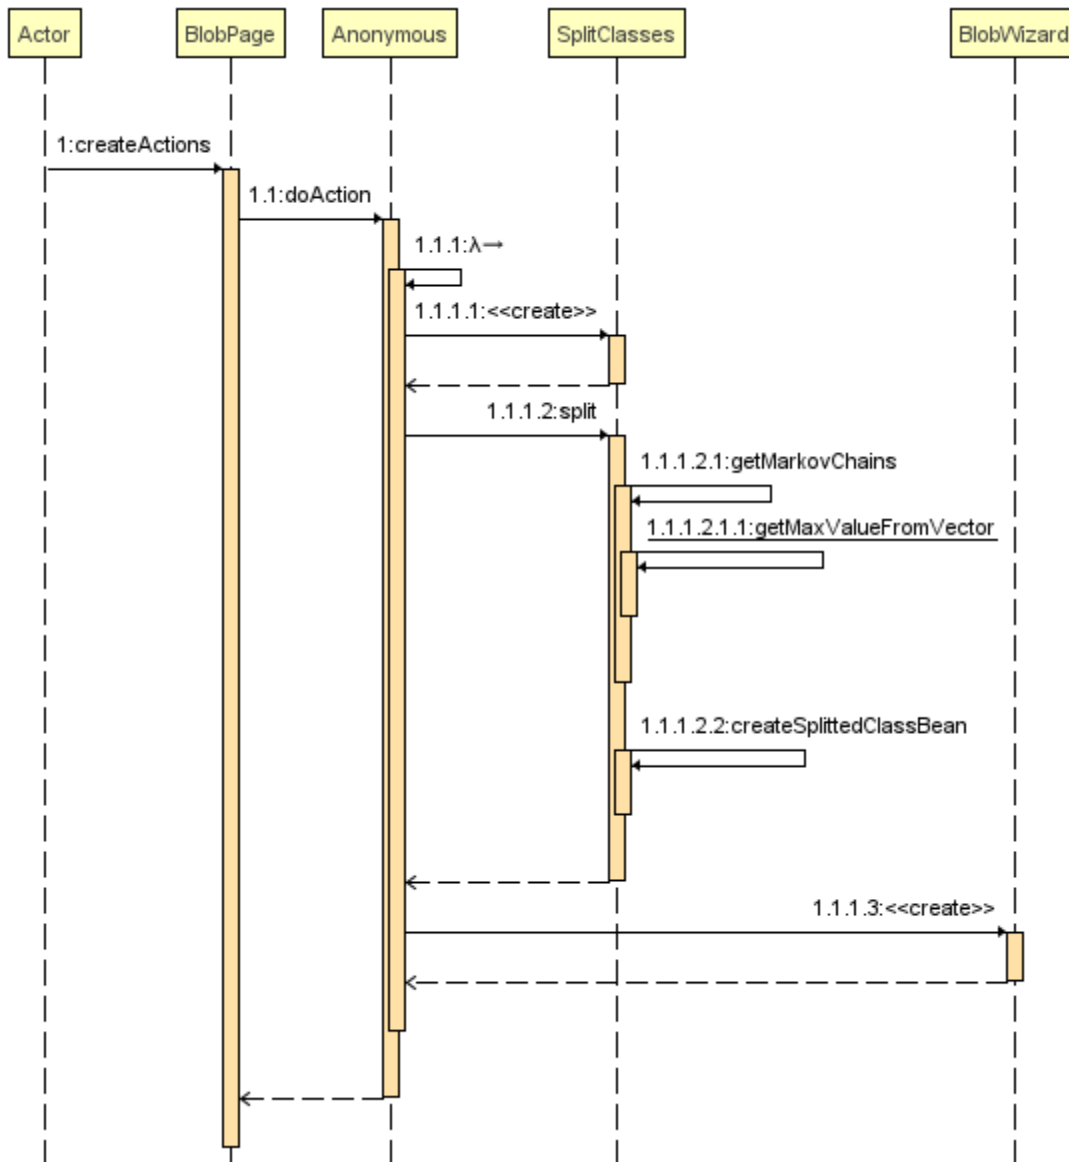 Actor
BlobPage
Anonymous
SplitClasses
BlobWizard
1:createActions
1.1:doAction
1.1.1:λ→
1.1.1.1:<<create>>
1.1.1.2:split
1.1.1.2.1:getMarkovChains
1.1.1.2.1.1:getMaxValueFromVector
1.1.1.2.2:createSplittedClassBean
1.1.1.3:<<create>>